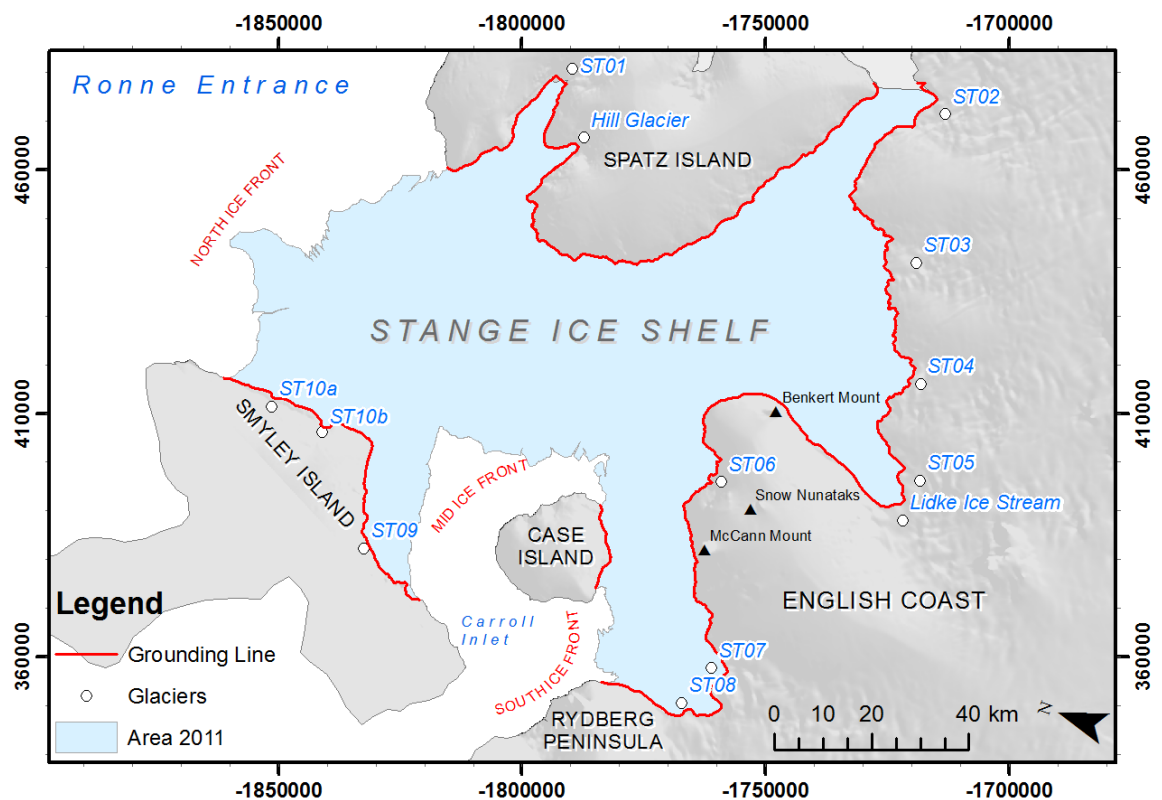 -1850000
-1800000
-1750000
-1700000
Ronne Entrance
ST01
ST02
Hill Glacier
SPATZ ISLAND
460000
460000
NORTH ICE FRONT
ST03
STANGE ICE SHELF
ST04
ST10a
Benkert Mount
410000
410000
ST10b
SMYLEY ISLAND
MID ICE FRONT
ST06
ST05
Snow Nunataks
Lidke Ice Stream
ST09
CASE
ISLAND
McCann Mount
Legend
ENGLISH COAST
Carroll
Inlet
SOUTH ICE FRONT
Grounding Line
ST07
360000
360000
Glaciers
ST08
RYDBERG
PENINSULA
0 10 20 40 km
N
Area 2011
-1850000
-1800000
-1750000
-1700000